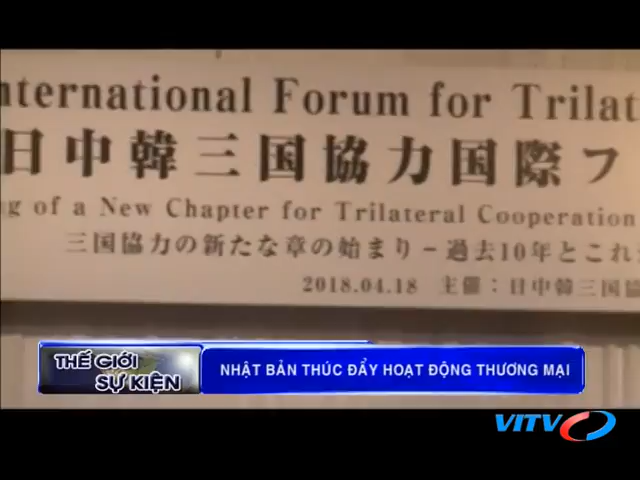 nternational Forum for Trilat
日中韓三国協力国際フ
g of a New Chapter for Trilateral Cooperation
三国協力の新たな章の始まり－過去10年とこれ
2018.04.18 主催：日中韓三国協
THẾ GIỚI
SỰ KIỆN
NHẬT BẢN THÚC ĐẨY HOẠT ĐỘNG THƯƠNG MẠI
VITV